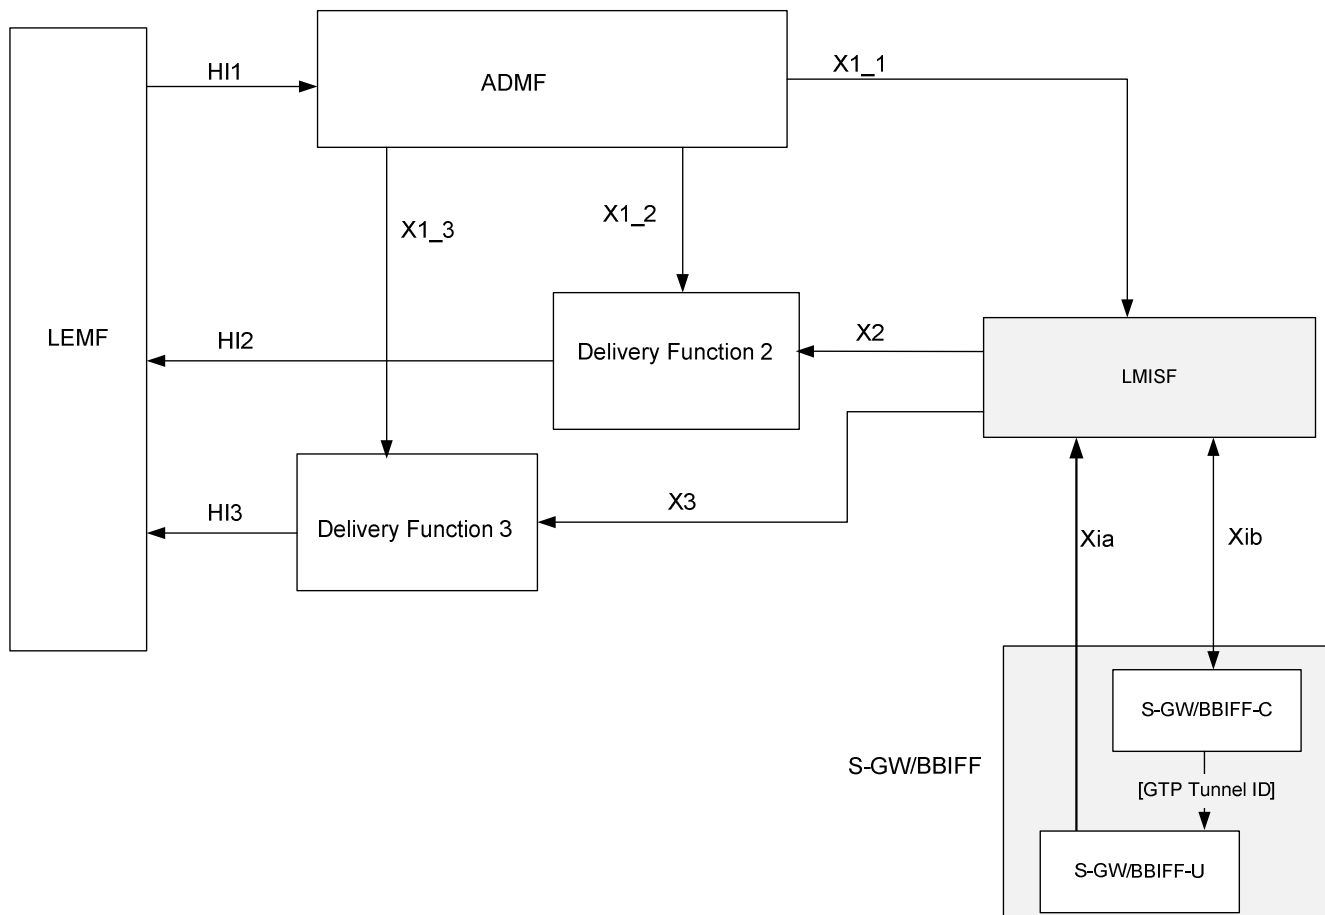 HI1
ADMF
X1_1
X1_3
X1_2
LEMF
HI2
Delivery Function 2
X2
LMISF
HI3
Delivery Function 3
X3
Xia
Xib
S-GW/BBIFF-C
S-GW/BBIFF
[GTP Tunnel ID]
S-GW/BBIFF-U